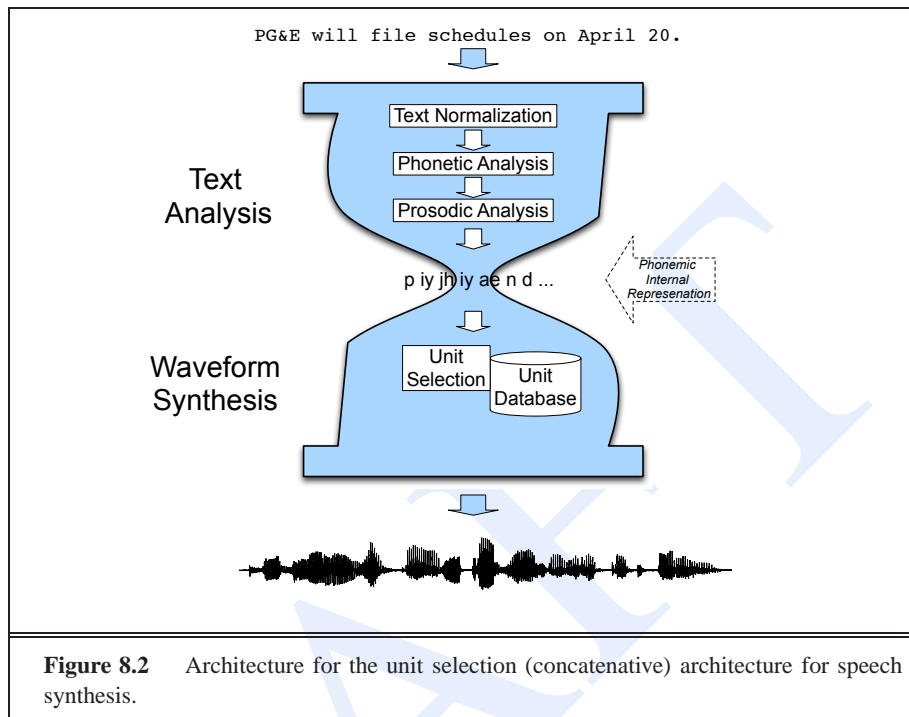 PG&E will file schedules on April 20.
Text Normalization
Phonetic Analysis
Text
Analysis
Prosodic Analysis
p iy jh iy ae n d ...
Phonemic
Internal
Represenation
Waveform
Synthesis
Unit
Selection
Unit
Database
Figure 8.2 Architecture for the unit selection (concatenative) architecture for speech
synthesis.